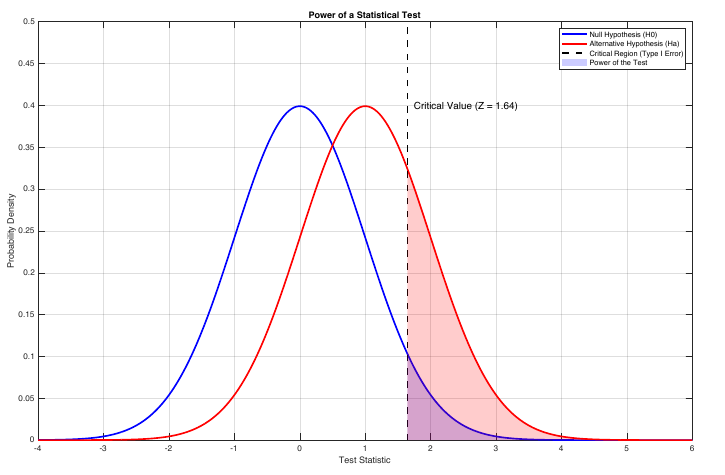 Power of a Statistical Test
0.5
0.45
0.4
0.35
0.3
0.25
0.2
0.15
0.1
0.05
0
Probability Density
Null Hypothesis (H0)
Alternative Hypothesis (Ha)
Critical Region (Type I Error)
Power of the Test
Critical Value (Z = 1.64)
-4 -3 -2 -1 0 1 2 3 4 5 6
Test Statistic